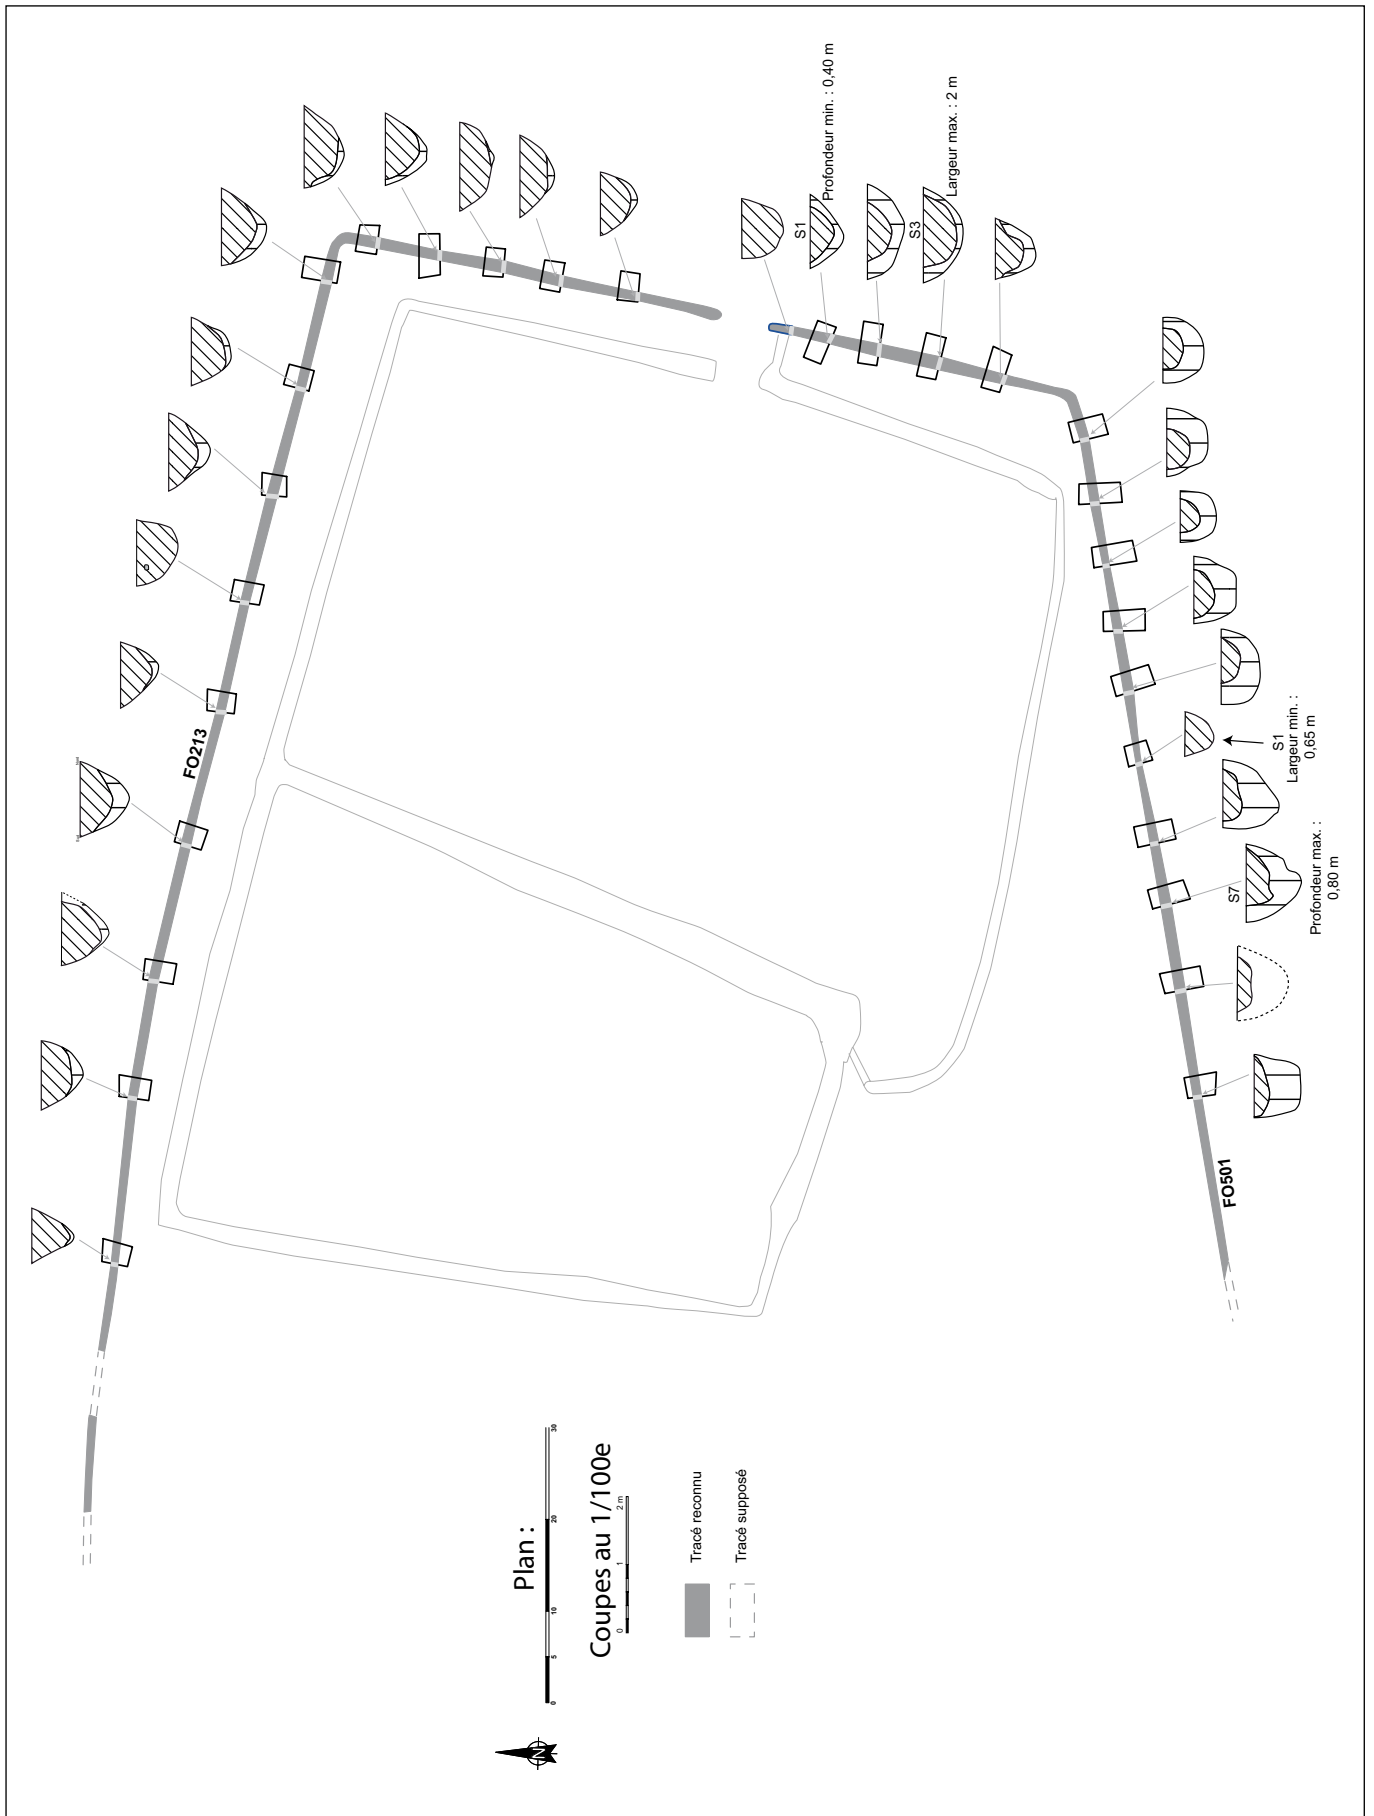 S1
Profondeur min. : 0,40 m
S3
Largeur max. : 2 m
FO213
S1
Largeur min. :
0,65 m
S7
Profondeur max. :
0,80 m
FO501
Plan :
0 5 10 20 30
Coupes au 1/100e
0 1 2 m
Tracé reconnu
Tracé supposé
N